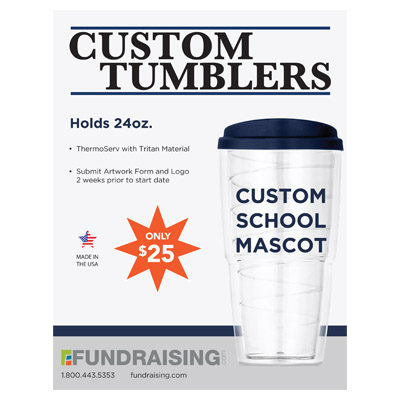 CUSTOM
TUMBLERS
Holds 24oz.
• ThermoServ with Tritan Material
• Submit Artwork Form and Logo
2 weeks prior to start date
ONLY
$25
MADE IN
THE USA
CUSTOM
SCHOOL
MASCOT
FUNDRAISING.com
1.800.443.5353 fundraising.com